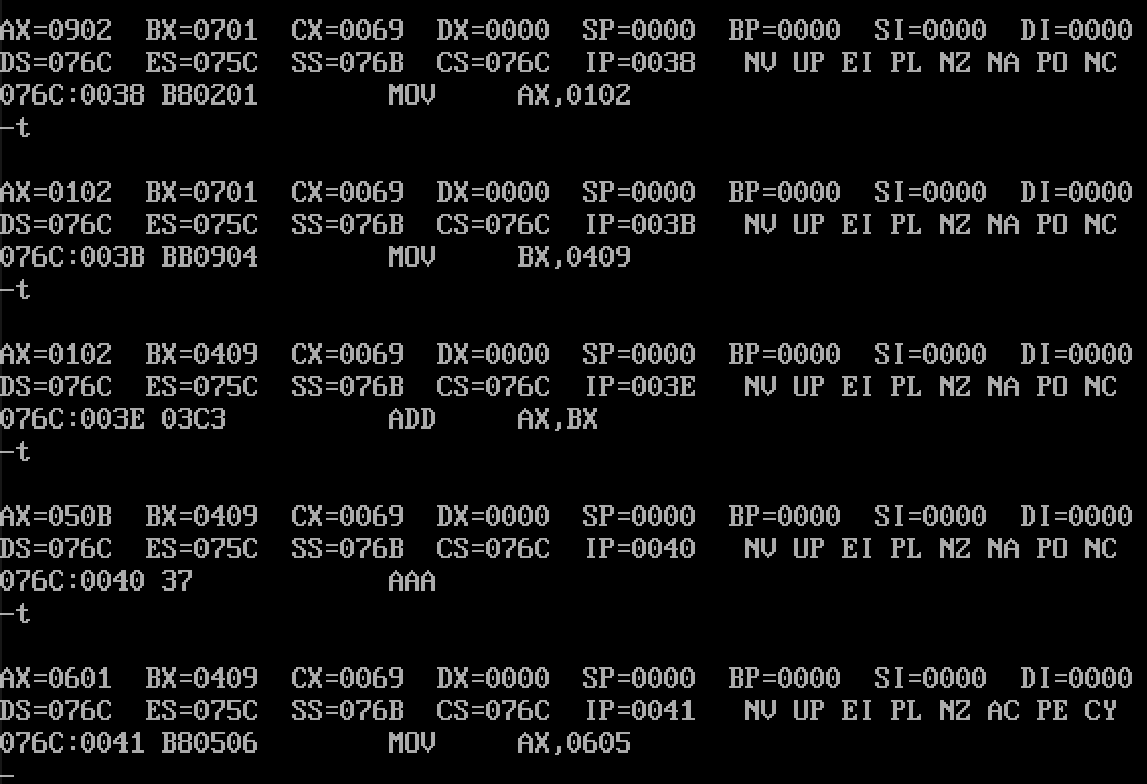 AX=0902  BX=0701  CX=0069  DX=0000  SP=0000  BP=0000  SI=0000  DI=0000
DS=076C  ES=075C  SS=076B  CS=076C  IP=0038   NV UP EI PL NZ NA PO NC
076C:0038 B80201        MOV     AX,0102
-t

AX=0102  BX=0701  CX=0069  DX=0000  SP=0000  BP=0000  SI=0000  DI=0000
DS=076C  ES=075C  SS=076B  CS=076C  IP=003B   NV UP EI PL NZ NA PO NC
076C:003B BB0904        MOV     BX,0409
-t

AX=0102  BX=0409  CX=0069  DX=0000  SP=0000  BP=0000  SI=0000  DI=0000
DS=076C  ES=075C  SS=076B  CS=076C  IP=003E   NV UP EI PL NZ NA PO NC
076C:003E 03C3          ADD     AX,BX
-t

AX=050B  BX=0409  CX=0069  DX=0000  SP=0000  BP=0000  SI=0000  DI=0000
DS=076C  ES=075C  SS=076B  CS=076C  IP=0040   NV UP EI PL NZ NA PO NC
076C:0040 37            AAA
-t

AX=0601  BX=0409  CX=0069  DX=0000  SP=0000  BP=0000  SI=0000  DI=0000
DS=076C  ES=075C  SS=076B  CS=076C  IP=0041   NV UP EI PL NZ AC PE CY
076C:0041 B80506        MOV     AX,0605
-